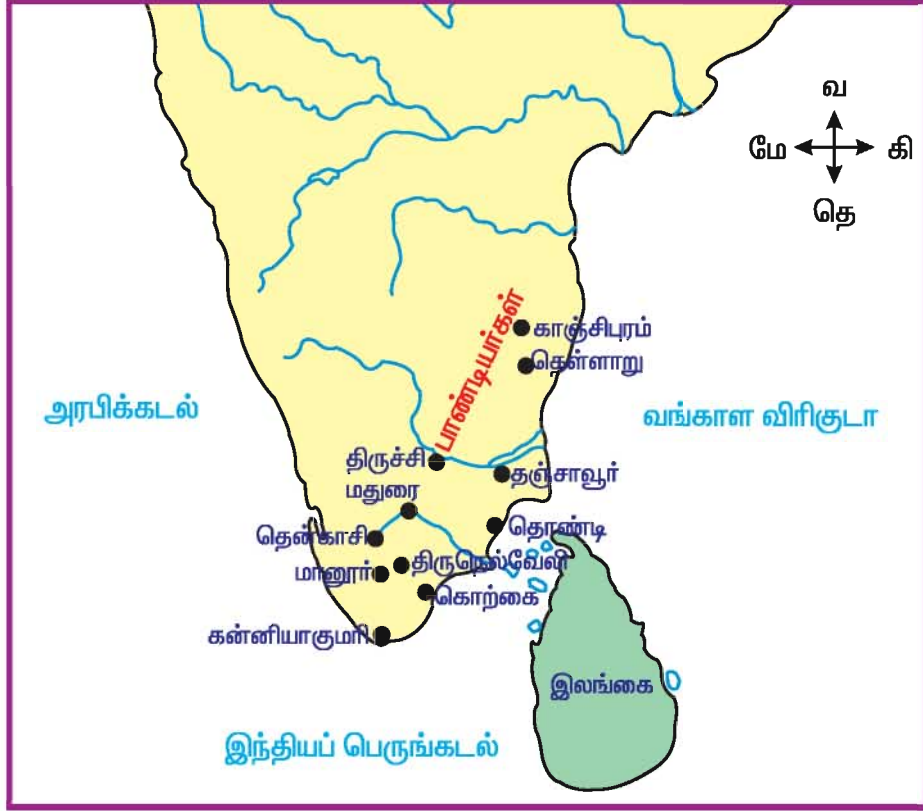 வ
மே
கி
தெ
பாண்டியர்கள்
காஞ்சிபுரம்
தெள்ளாறு
அரபிக்கடல்
வங்காள விரிகுடா
திருச்சி
தஞ்சாவூர்
மதுரை
தொண்டி
தென்காசி
திருநெல்வேலி
மானூர்
கொற்கை
கன்னியாகுமரி
இலங்கை
இந்தியப் பெருங்கடல்